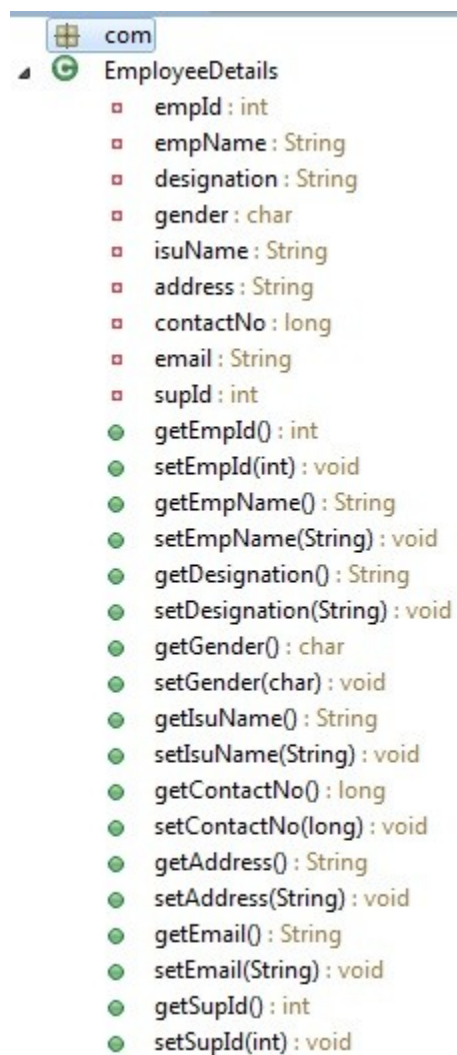 com
EmployeeDetails
empId : int
empName : String
designation : String
gender : char
isuName : String
address : String
contactNo : long
email : String
supId : int
getEmpId() : int
setEmpId(int) : void
getEmpName() : String
setEmpName(String) : void
getDesignation() : String
setDesignation(String) : void
getGender() : char
setGender(char) : void
getIsuName() : String
setIsuName(String) : void
getContactNo() : long
setContactNo(long) : void
getAddress() : String
setAddress(String) : void
getEmail() : String
setEmail(String) : void
getSupId() : int
setSupId(int) : void